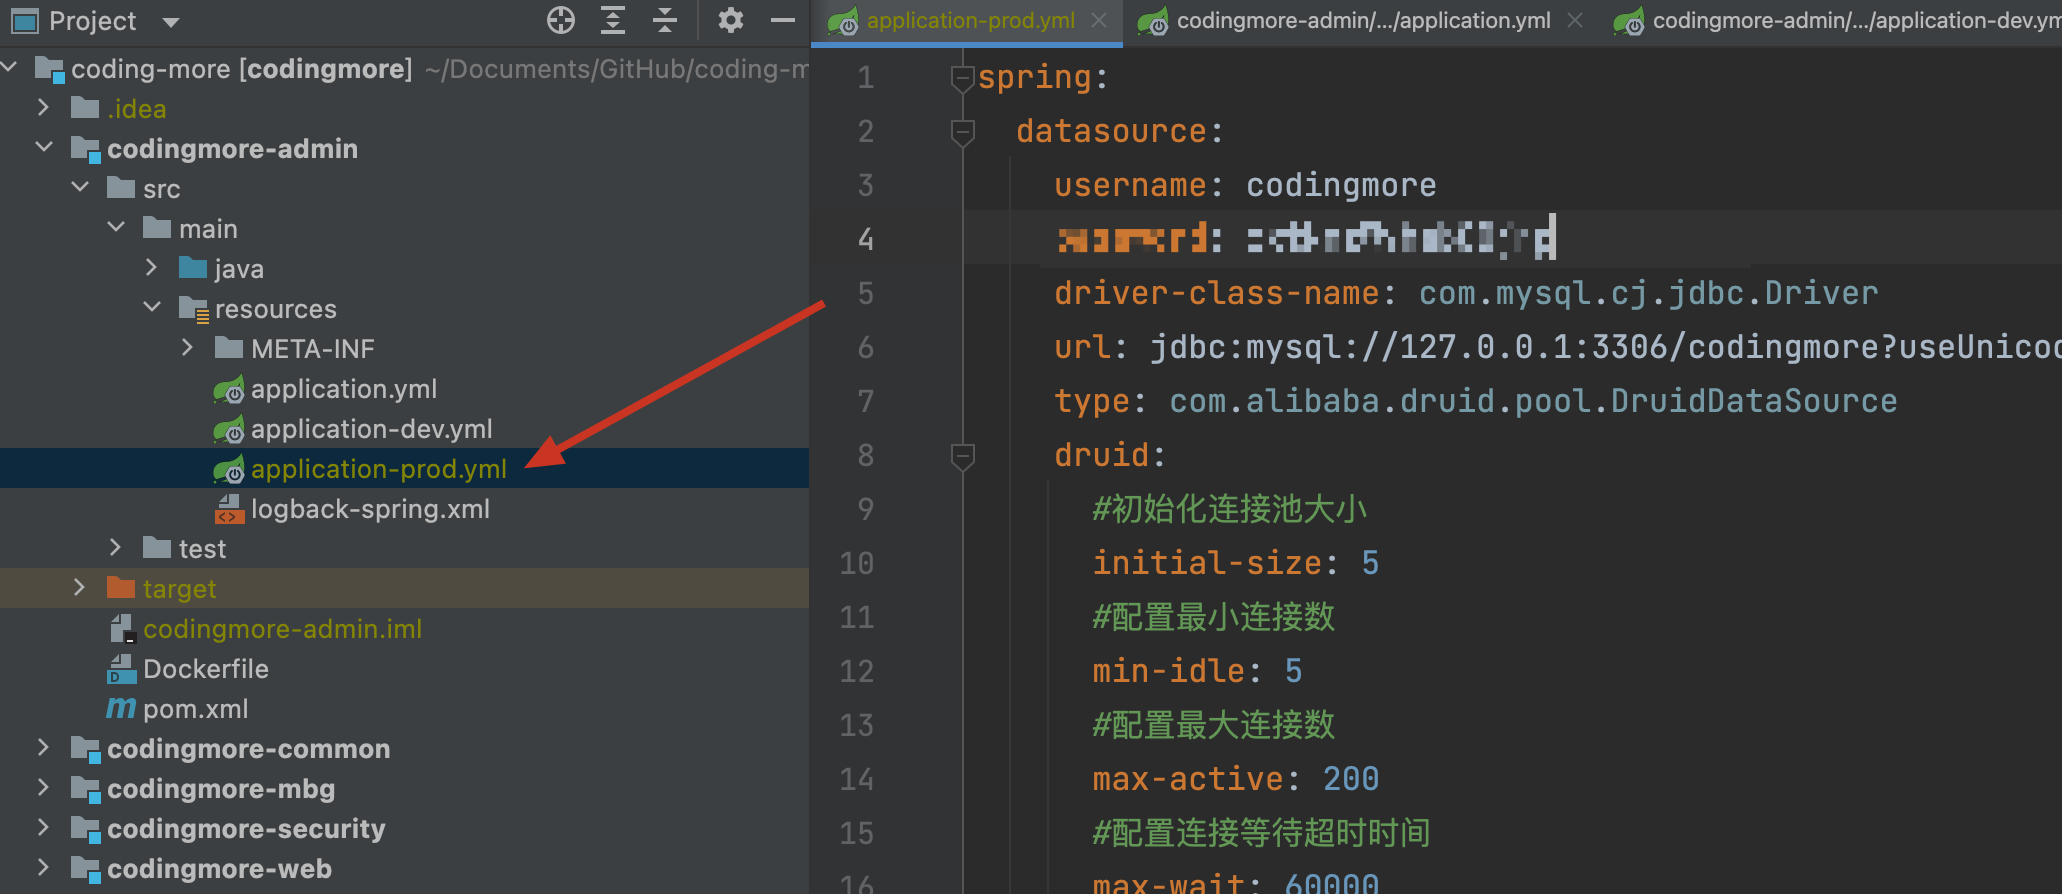 Project
coding-more [codingmore] ~/Documents/GitHub/coding-m
.idea
codingmore-admin
src
main
java
resources
META-INF
application.yml
application-dev.yml
application-prod.yml
logback-spring.xml
test
target
codingmore-admin.iml
Dockerfile
pom.xml
codingmore-common
codingmore-mbg
codingmore-security
codingmore-web
application-prod.yml codingmore-admin/.../application.yml codingmore-admin/.../application-dev.ym
1 spring:
2 datasource:
3 username: codingmore
4
5 driver-class-name: com.mysql.cj.jdbc.Driver
6 url: jdbc:mysql://127.0.0.1:3306/codingmore?useUnicod
7 type: com.alibaba.druid.pool.DruidDataSource
8 druid:
9 #初始化连接池大小
10 initial-size: 5
11 #配置最小连接数
12 min-idle: 5
13 #配置最大连接数
14 max-active: 200
15 #配置连接等待超时时间
16 max-wait: 60000